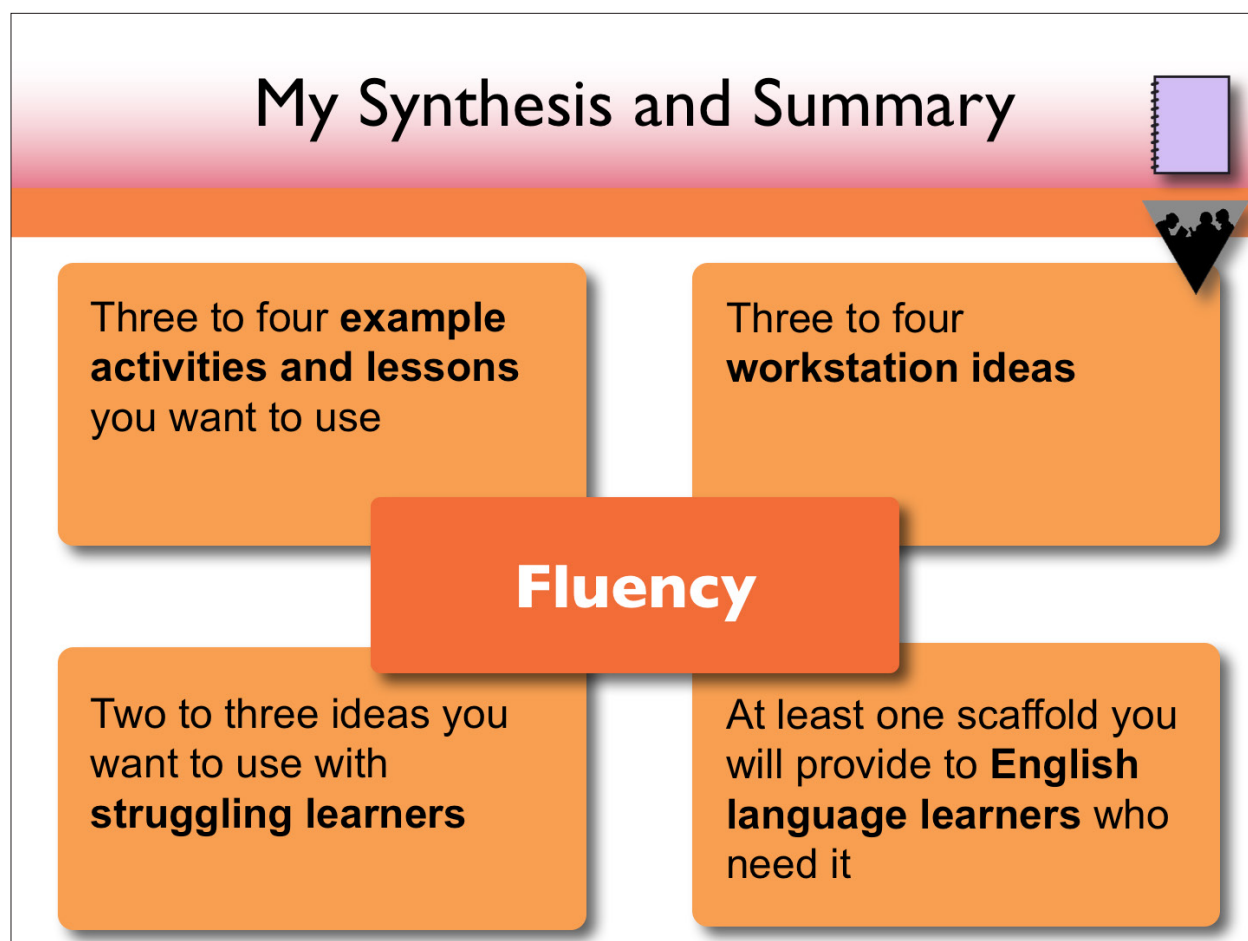 My Synthesis and Summary
Three to four example
activities and lessons
you want to use
Three to four
workstation ideas
Fluency
Two to three ideas you
want to use with
struggling learners
At least one scaffold you
will provide to English
language learners who
need it